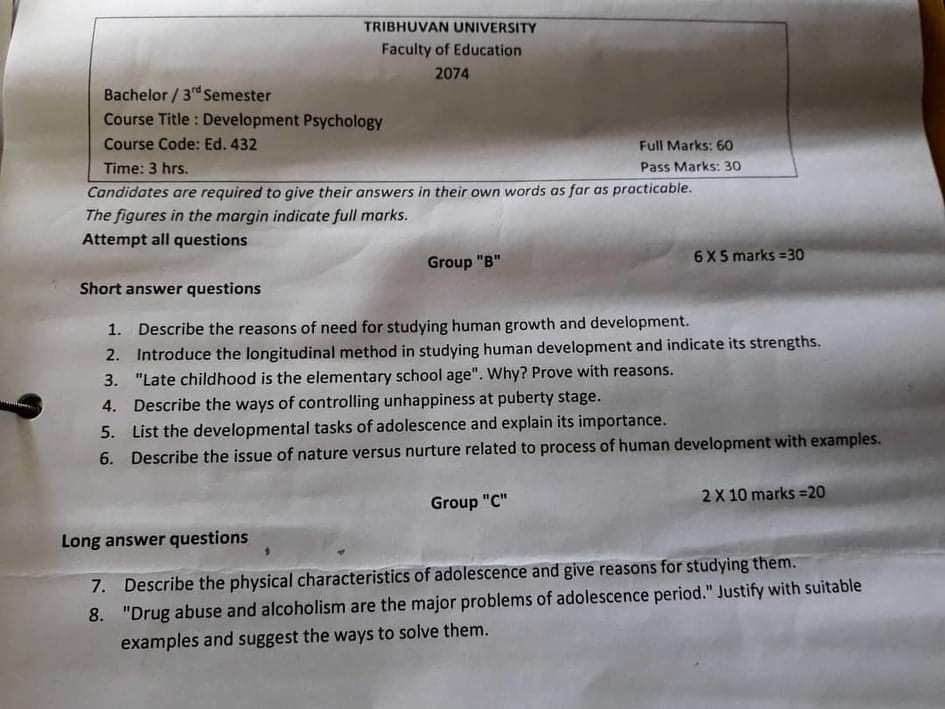 TRIBHUVAN UNIVERSITY
Faculty of Education
2074
Bachelor / 3rd Semester
Course Title : Development Psychology
Course Code: Ed. 432
Full Marks: 60
Time: 3 hrs.
Pass Marks: 30
Candidates are required to give their answers in their own words as far as practicable.
The figures in the margin indicate full marks.
Attempt all questions
Group "B"
6 X 5 marks =30
Short answer questions
1. Describe the reasons of need for studying human growth and development.
2. Introduce the longitudinal method in studying human development and indicate its strengths.
3. "Late childhood is the elementary school age". Why? Prove with reasons.
4. Describe the ways of controlling unhappiness at puberty stage.
5. List the developmental tasks of adolescence and explain its importance.
6. Describe the issue of nature versus nurture related to process of human development with examples.
Group "C"
2 X 10 marks =20
Long answer questions
7. Describe the physical characteristics of adolescence and give reasons for studying them.
8. "Drug abuse and alcoholism are the major problems of adolescence period." Justify with suitable
examples and suggest the ways to solve them.